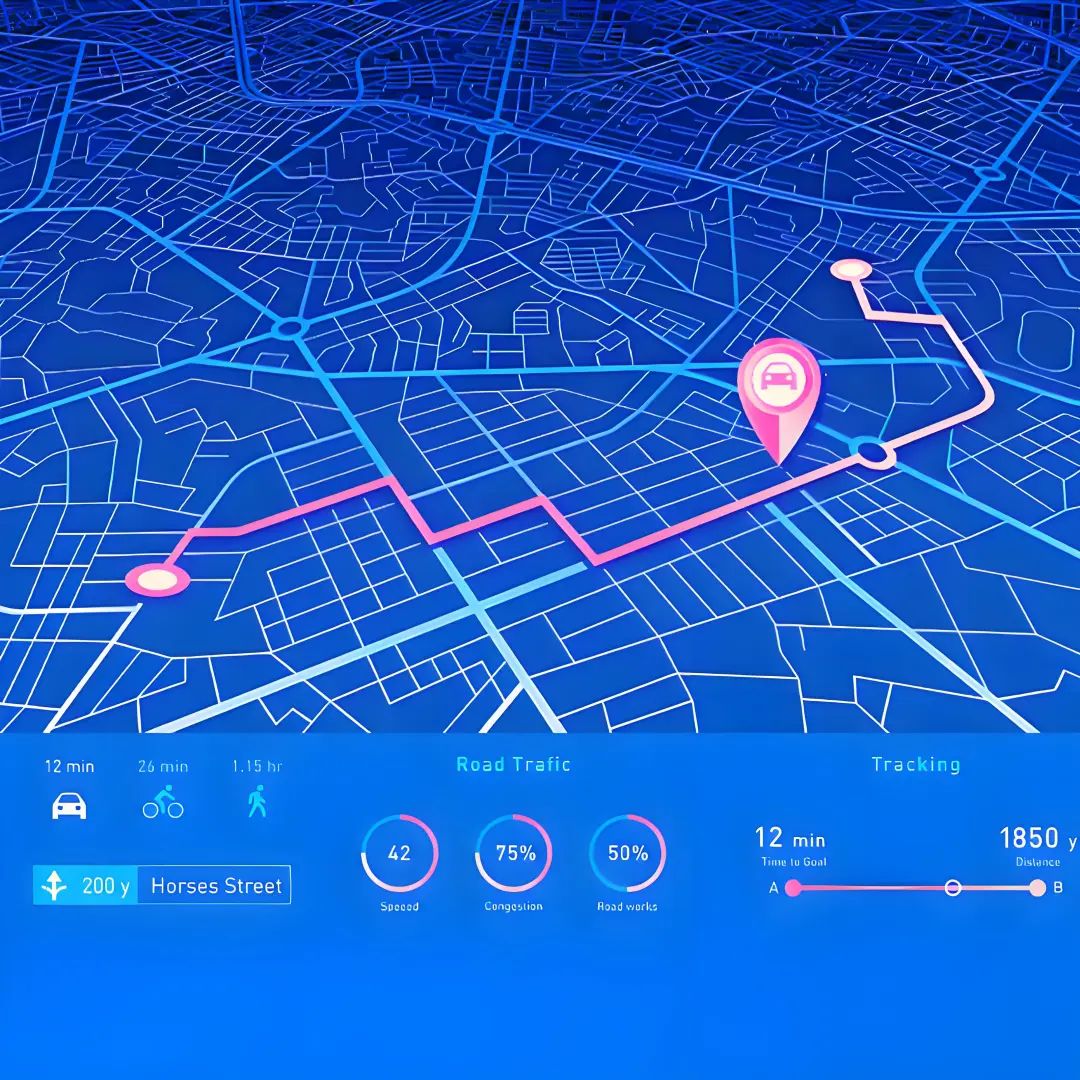 12 min
26 min
1.15 hr
200 y
Horses Street
Road Trafic
42
Speeed
75%
Congestion
50%
Road works
Tracking
12 min
Time to Goal
1850 y
Distance
A
B